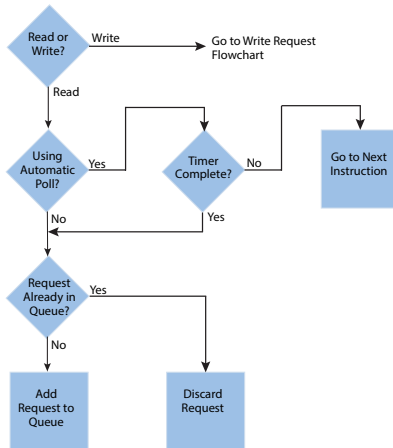 Read or
Write?
Write
Go to Write Request
Flowchart
Read
Using
Automatic
Poll?
Yes
Timer
Complete?
No
Go to Next
Instruction
No
Yes
Request
Already in
Queue?
Yes
No
Add
Request to
Queue
Discard
Request